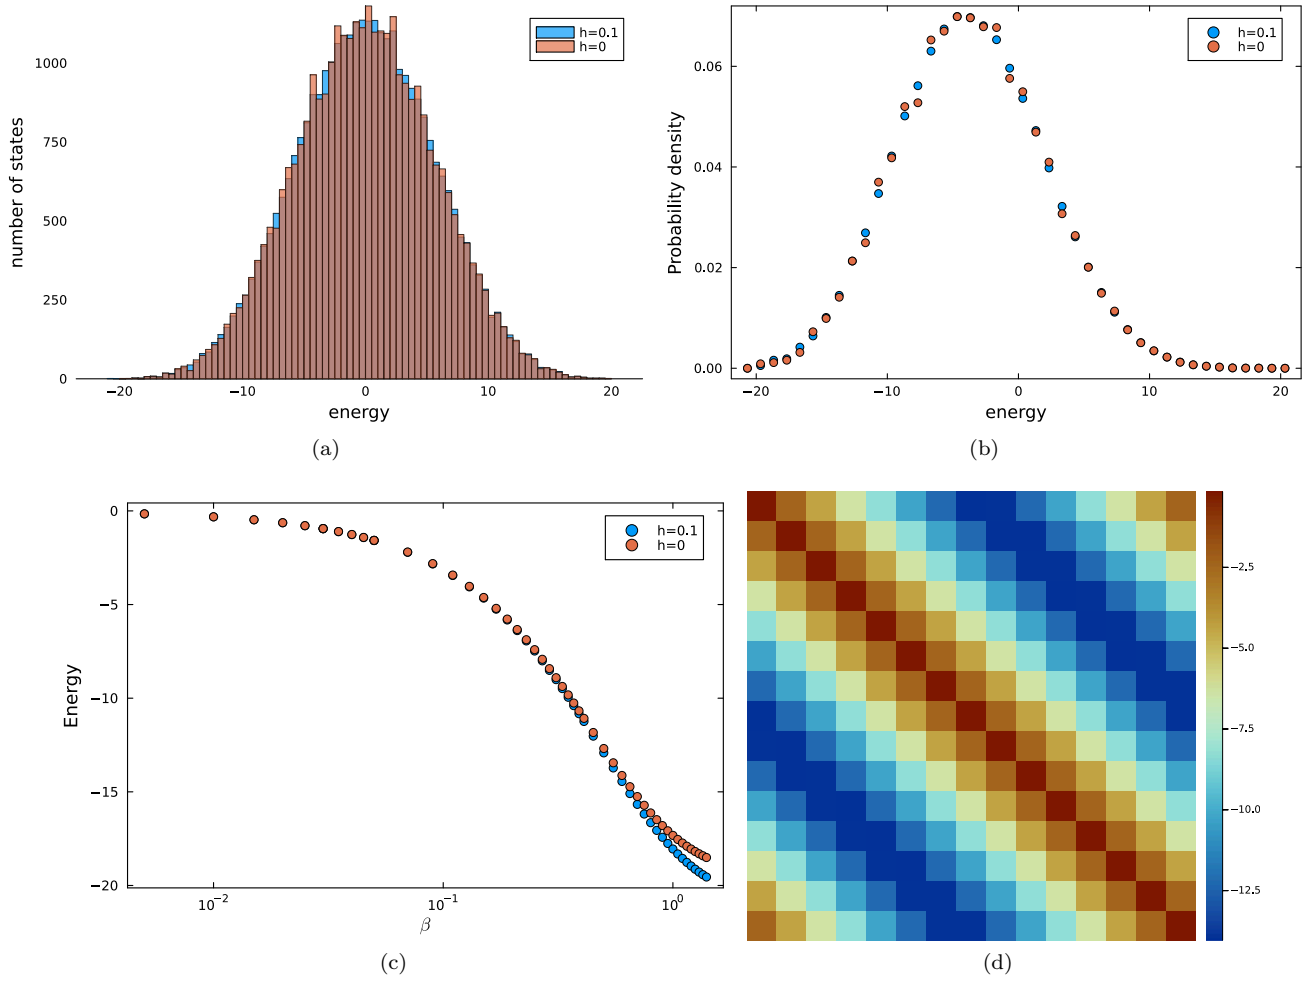 number of states
1000
750
500
250
0
−20
−10
0
10
20
energy
h=0.1
h=0
(a)
Probability density
0.06
0.04
0.02
0.00
−20
−10
0
10
20
energy
h=0.1
h=0
(b)
Energy
0
−5
−10
−15
−20
10⁻²
10⁻¹
10⁰
β
h=0.1
h=0
(c)
−2.5
−5.0
−7.5
−10.0
−12.5
(d)